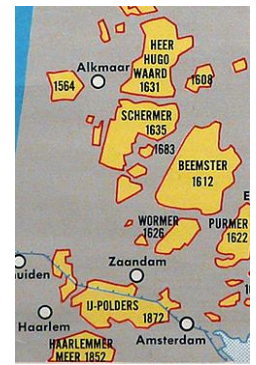 HEER
HUGO
WAARD
1631
Alkmaar
1564
1608
SCHERMER
1635
1683
BEEMSTER
1612
WORMER
1626
PURMER
1622
Zaandam
uiden
IJ-POLDERS
1872
Haarlem
Amsterdam
HAARLEMMER
MEER 1852